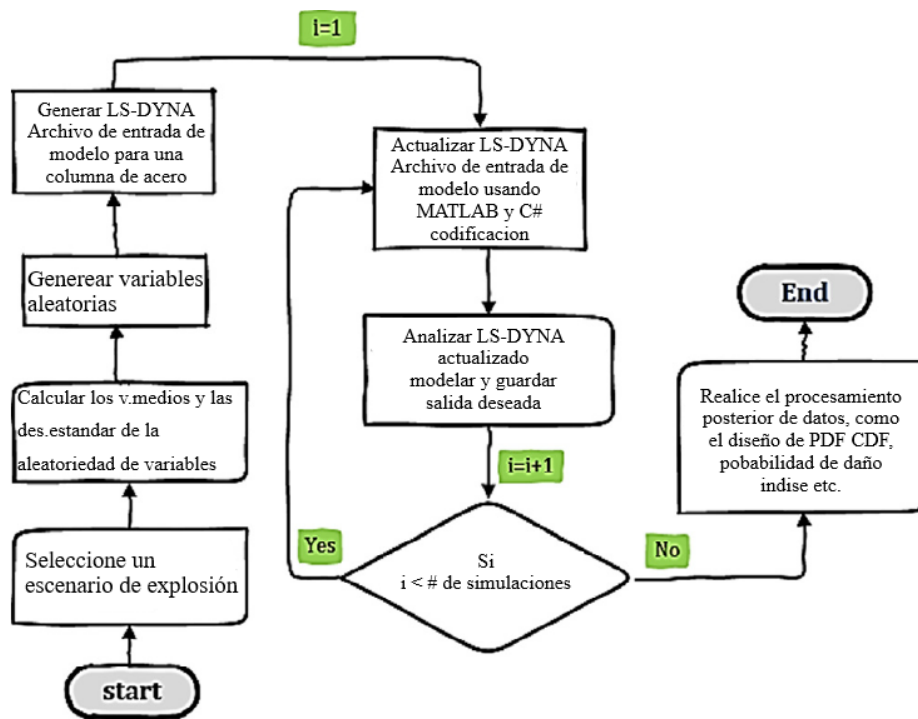 start
Seleccione un
escenario de explosión
Calcular los v.medios y las
des.estandar de la
aleatoriedad de variables
Generear variables
aleatorias
Generar LS-DYNA
Archivo de entrada de
modelo para una
columna de acero
i=1
Actualizar LS-DYNA
Archivo de entrada de
modelo usando
MATLAB y C#
codificacion
Analizar LS-DYNA
actualizado
modelar y guardar
salida deseada
i=i+1
Si
i < # de simulaciones
Yes
No
Realice el procesamiento
posterior de datos, como
el diseño de PDF CDF,
pobabilidad de daño
indise etc.
End